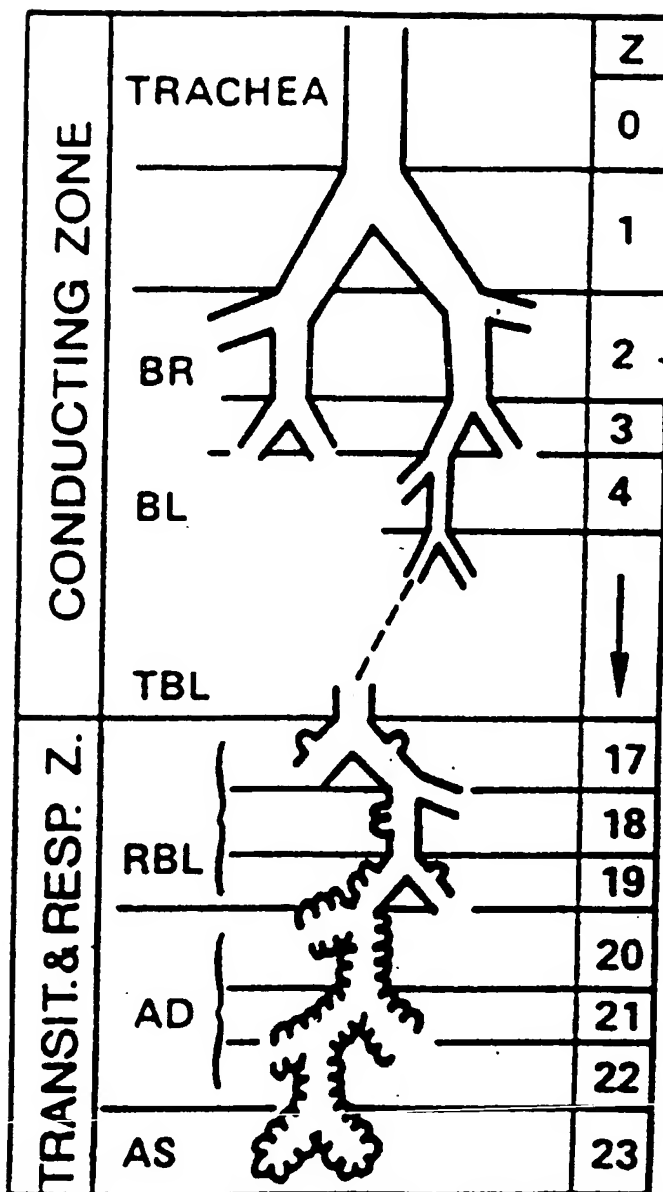 Z
TRACHEA
0
1
BR
2
3
BL
4
TBL
CONDUCTING ZONE
17
18
RBL
19
20
AD
21
22
AS
23
TRANSIT.& RESP. Z.